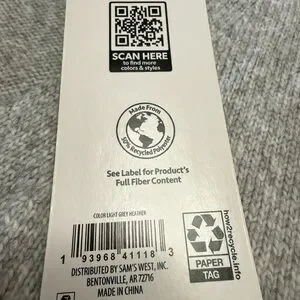 SCAN HERE
to find more
colors & styles
Made From
50% Recycled Polyester
See Label for Product's
Full Fiber Content
COLOR LIGHT GREY HEATHER
1 93968 41118 3
DISTRIBUTED BY SAM'S WEST, INC.
BENTONVILLE, AR 72716
MADE IN CHINA
PAPER
TAG
how2recycle.info